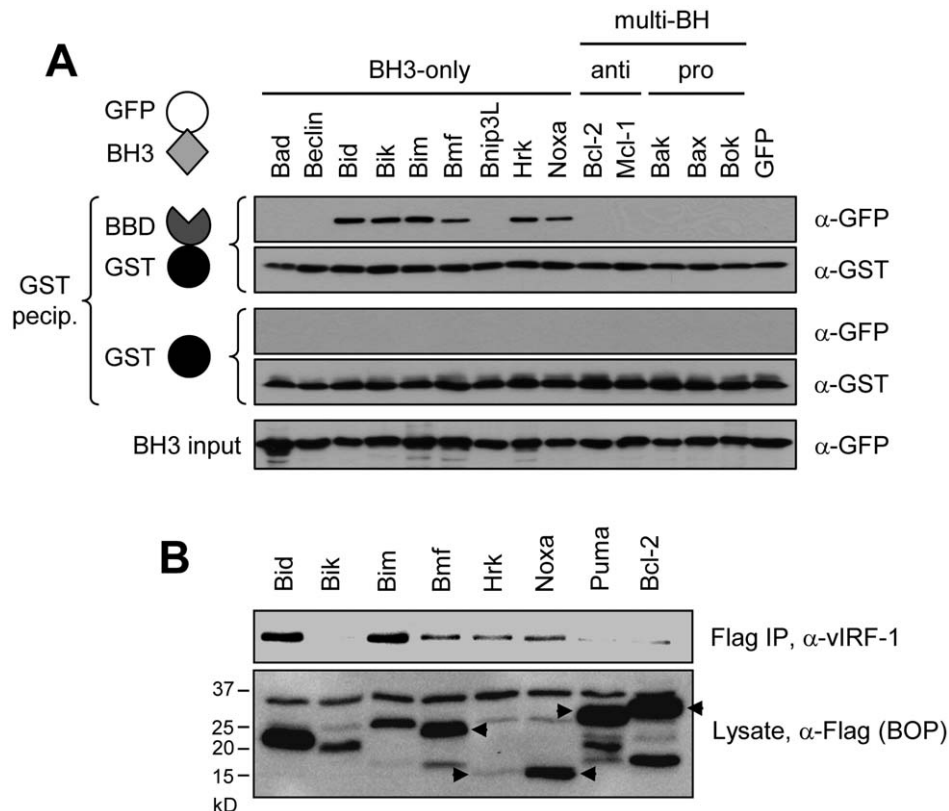 A
multi-BH
BH3-only anti pro
GFP
BH3
Bad Beclin Bid Bik Bim Bmf Bnip3L Hrk Noxa Bcl-2 Mcl-1 Bak Bax Bok GFP
GST
pecip.
BBD α-GFP
GST α-GST
GST α-GFP
α-GST
BH3 input α-GFP
B
Bid Bik Bim Bmf Hrk Noxa Puma Bcl-2
Flag IP, α-vIRF-1
37
25
20
15
kD
Lysate, α-Flag (BOP)